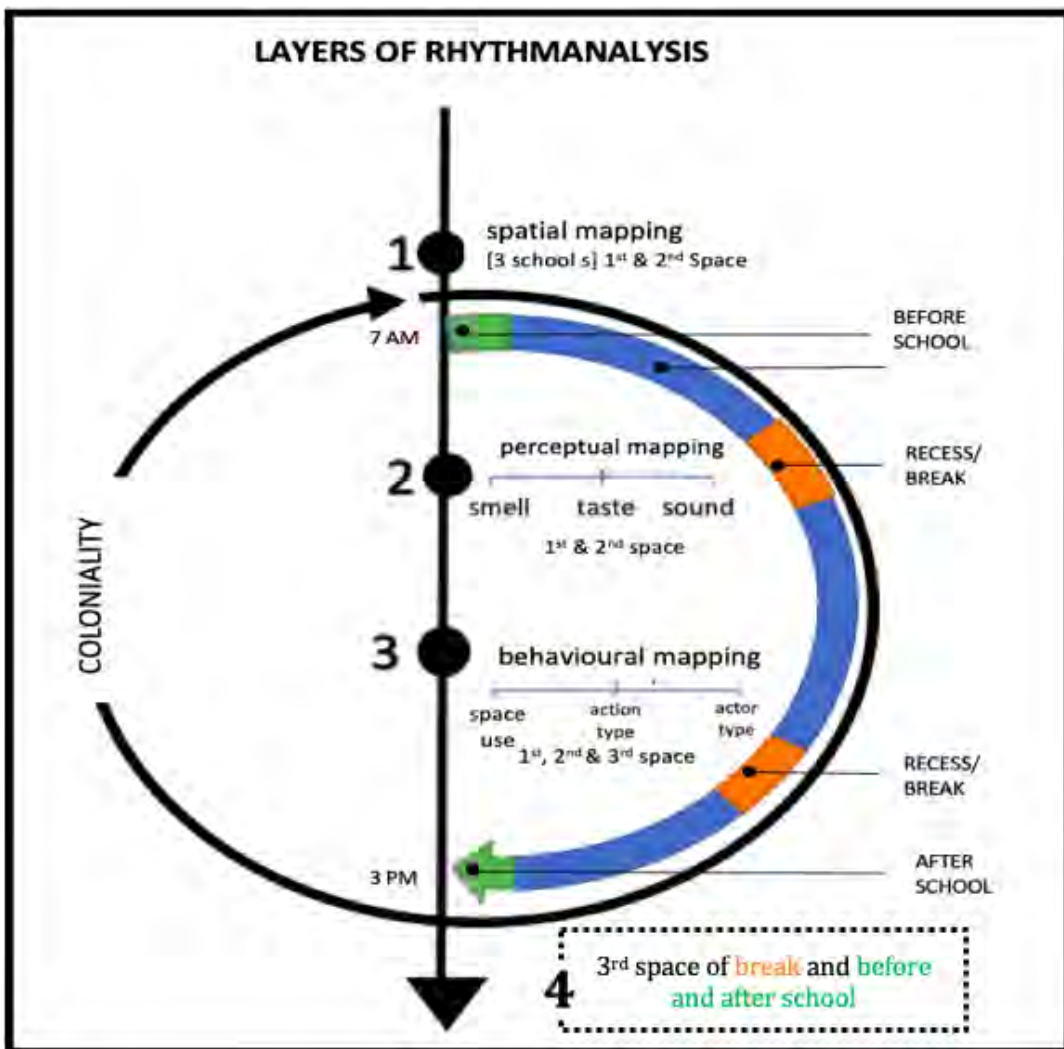 LAYERS OF RHYTHMANALYSIS
1
spatial mapping
[3 school s] 1st & 2nd Space
7 AM
BEFORE
SCHOOL
2
perceptual mapping
smell taste sound
1st & 2nd space
RECESS/
BREAK
COLONIALITY
3
behavioural mapping
space action actor
use type type
1st, 2nd & 3rd space
RECESS/
BREAK
3 PM
AFTER
SCHOOL
4
3rd space of break and before
and after school